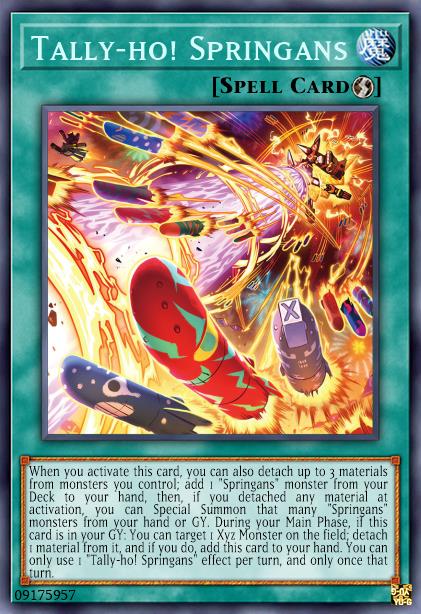 Tally-ho! Springans
[Spell Card]
When you activate this card, you can also detach up to 3 materials
from monsters you control; add 1 "Springans" monster from your
Deck to your hand, then, if you detached any material at
activation, you can Special Summon that many "Springans"
monsters from your hand or GY. During your Main Phase, if this
card is in your GY: You can target 1 Xyz Monster on the field; detach
1 material from it, and if you do, add this card to your hand. You can
only use 1 "Tally-ho! Springans" effect per turn, and only once that
turn.
09175957